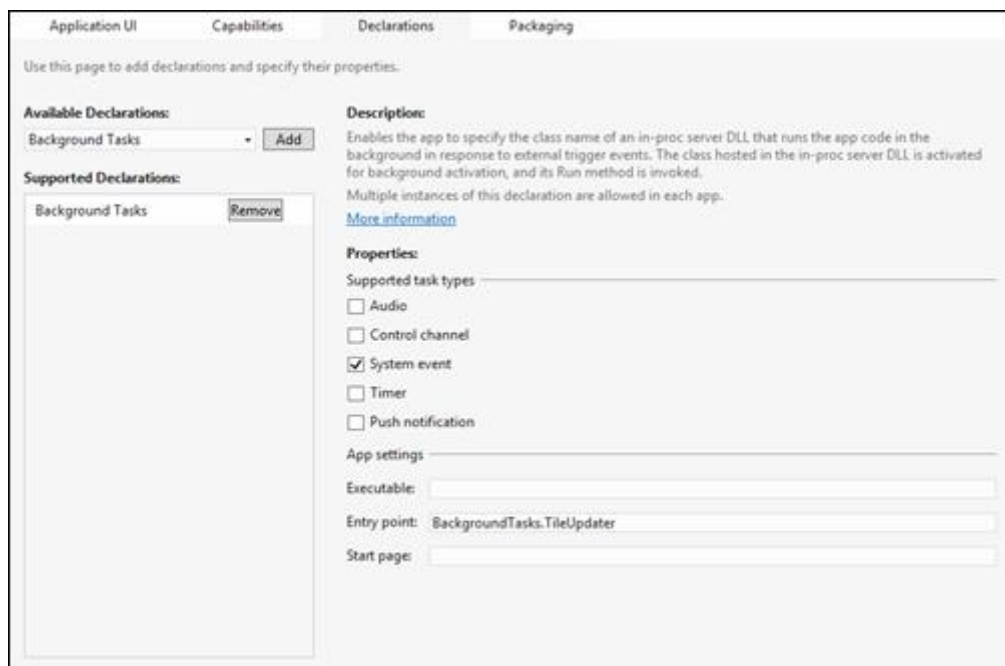 Application UI Capabilities Declarations Packaging
Use this page to add declarations and specify their properties.
Available Declarations:
Background Tasks Add
Supported Declarations:
Background Tasks Remove
Description:
Enables the app to specify the class name of an in-proc server DLL that runs the app code in the
background in response to external trigger events. The class hosted in the in-proc server DLL is activated
for background activation, and its Run method is invoked.
Multiple instances of this declaration are allowed in each app.
More information
Properties:
Supported task types
Audio
Control channel
System event
Timer
Push notification
App settings
Executable:
Entry point: BackgroundTasks.TileUpdater
Start page: